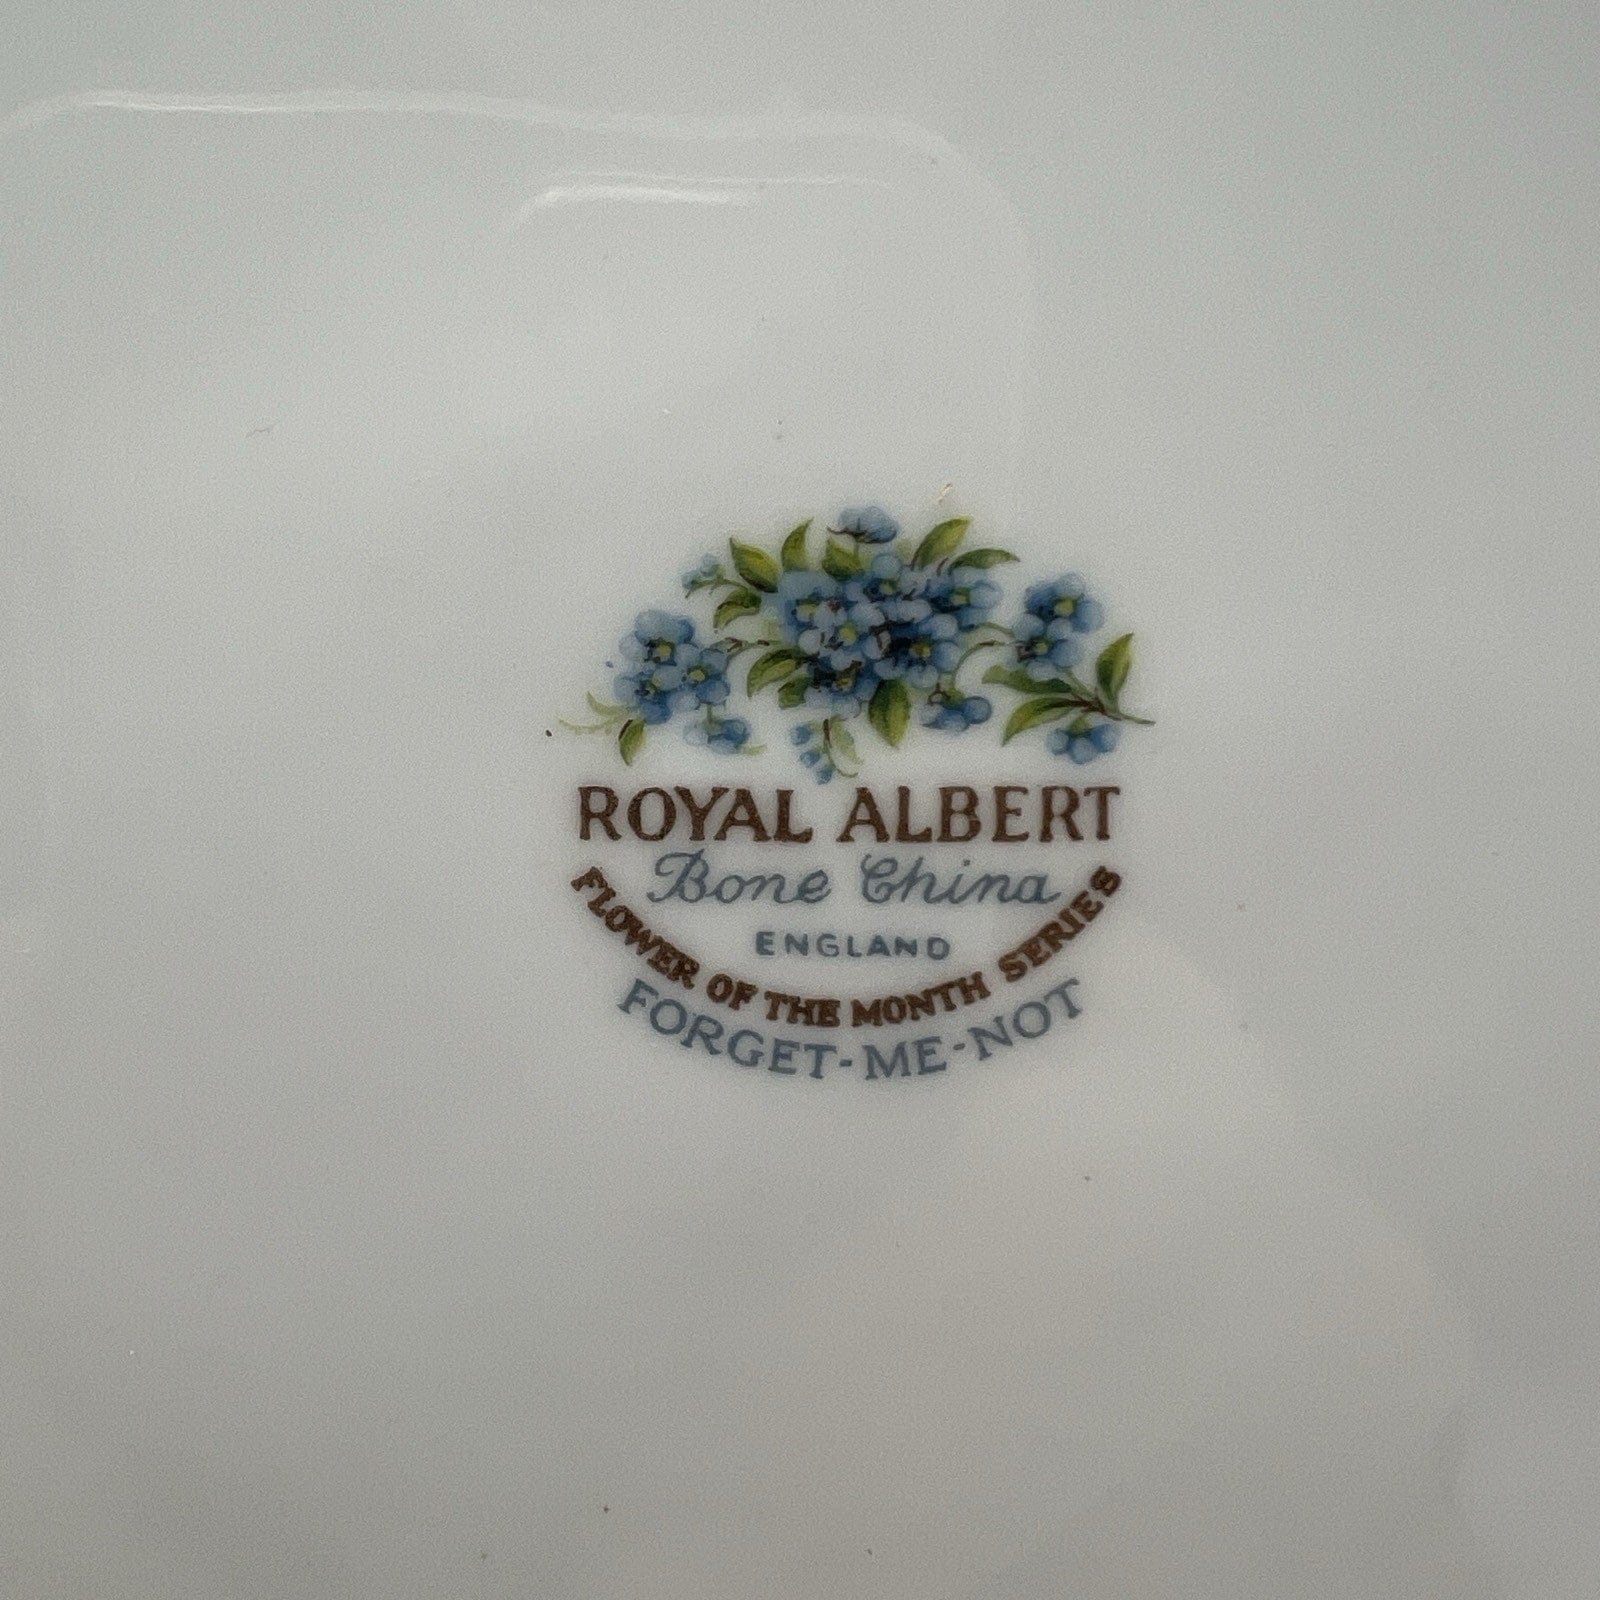 ROYAL ALBERT
Bone China
ENGLAND
FLOWER OF THE MONTH SERIES
FORGET-ME-NOT